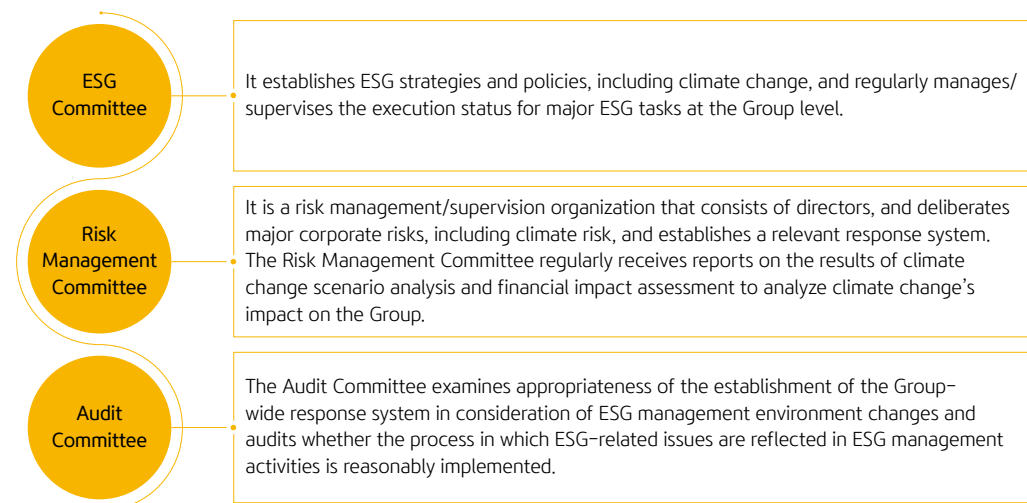 ESG
Committee
It establishes ESG strategies and policies, including climate change, and regularly manages/
supervises the execution status for major ESG tasks at the Group level.
Risk
Management
Committee
It is a risk management/supervision organization that consists of directors, and deliberates
major corporate risks, including climate risk, and establishes a relevant response system.
The Risk Management Committee regularly receives reports on the results of climate
change scenario analysis and financial impact assessment to analyze climate change's
impact on the Group.
Audit
Committee
The Audit Committee examines appropriateness of the establishment of the Group-
wide response system in consideration of ESG management environment changes and
audits whether the process in which ESG-related issues are reflected in ESG management
activities is reasonably implemented.